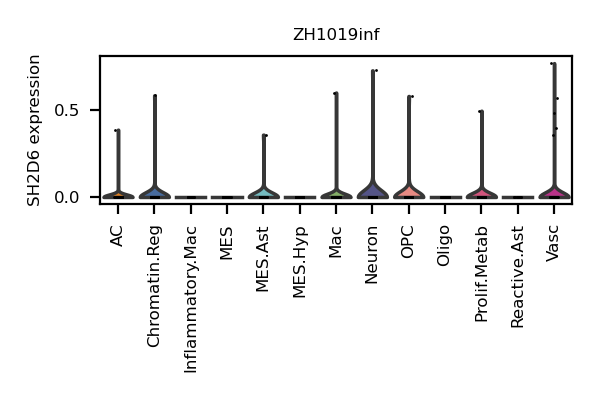 ZH1019inf
SH2D6 expression
0.5
0.0
AC
Chromatin.Reg
Inflammatory.Mac
MES
MES.Ast
MES.Hyp
Mac
Neuron
OPC
Oligo
Prolif.Metab
Reactive.Ast
Vasc